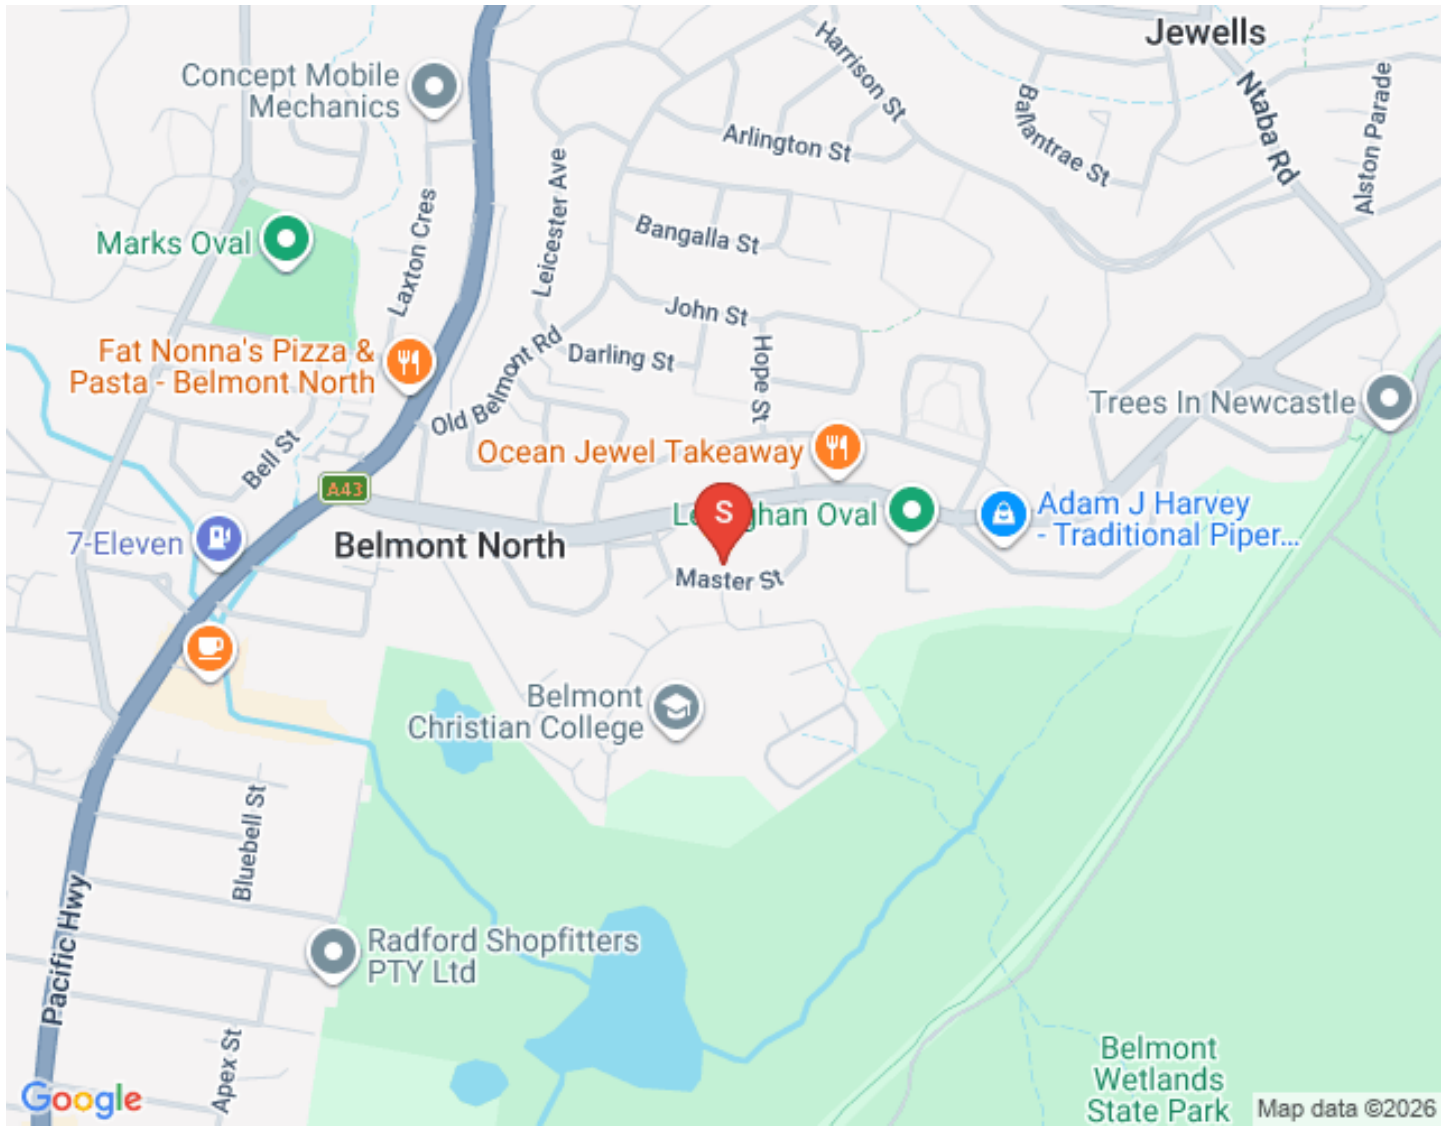 Jewells
Concept Mobile
Mechanics
Harrison St
Ballantrae St
Ntaba Rd
Alston Parade
Arlington St
Leicester Ave
Laxton Cres
Marks Oval
Bangalla St
John St
Hope St
Darling St
Fat Nonna's Pizza &
Pasta - Belmont North
Old Belmont Rd
Trees In Newcastle
Bell St
Ocean Jewel Takeaway
A43
S
Oval
Adam J Harvey
- Traditional Piper...
7-Eleven
Belmont North
Master St
Belmont
Christian College
Bluebell St
Pacific Hwy
Radford Shopfitters
PTY Ltd
Apex St
Belmont
Wetlands
State Park
Google
Map data ©2026